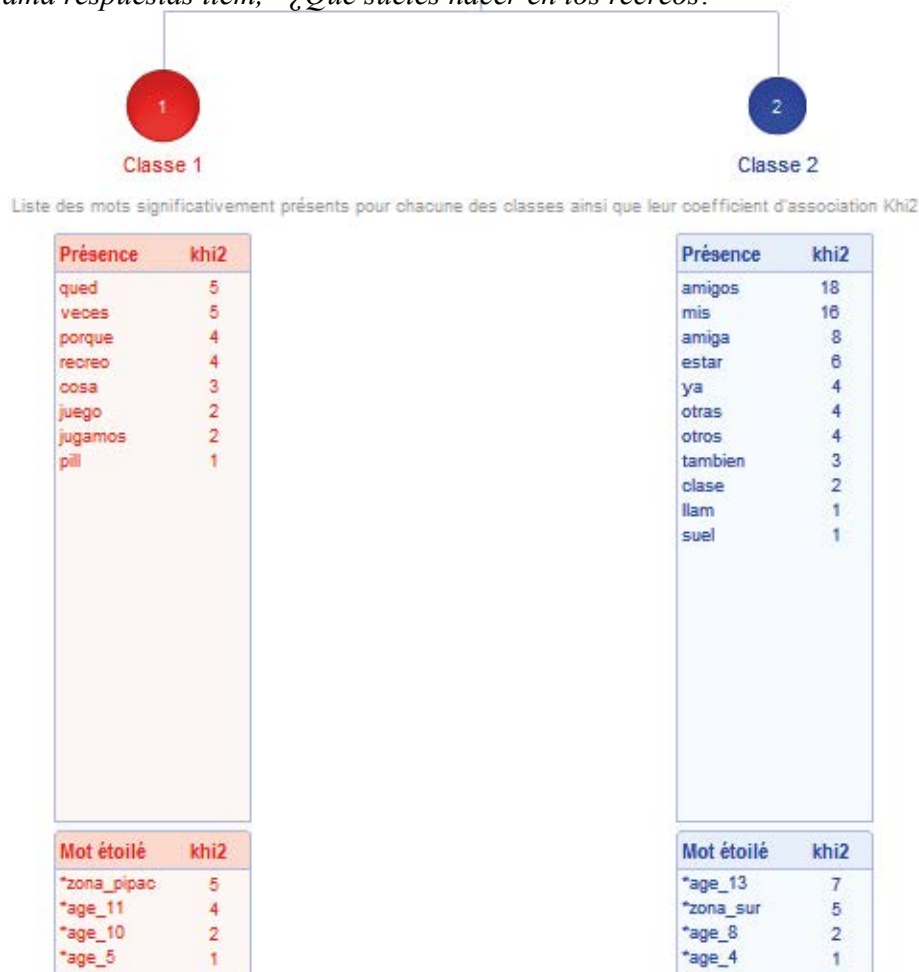 ama respuestas ítem, "¿Qué sueles hacer en los recreos?
1
2
Classe 1
Classe 2
Liste des mots significativement présents pour chacune des classes ainsi que leur coefficient d'association Khi2
Présence khi2
qued 5
veces 5
porque 4
recreo 4
cosa 3
juego 2
jugamos 2
pill 1
Mot étoilé khi2
*zona_pipac 5
*age_11 4
*age_10 2
*age_5 1
Présence khi2
amigos 18
mis 16
amiga 8
estar 6
ya 4
otras 4
otros 4
tambien 3
clase 2
llam 1
suel 1
Mot étoilé khi2
*age_13 7
*zona_sur 5
*age_8 2
*age_4 1